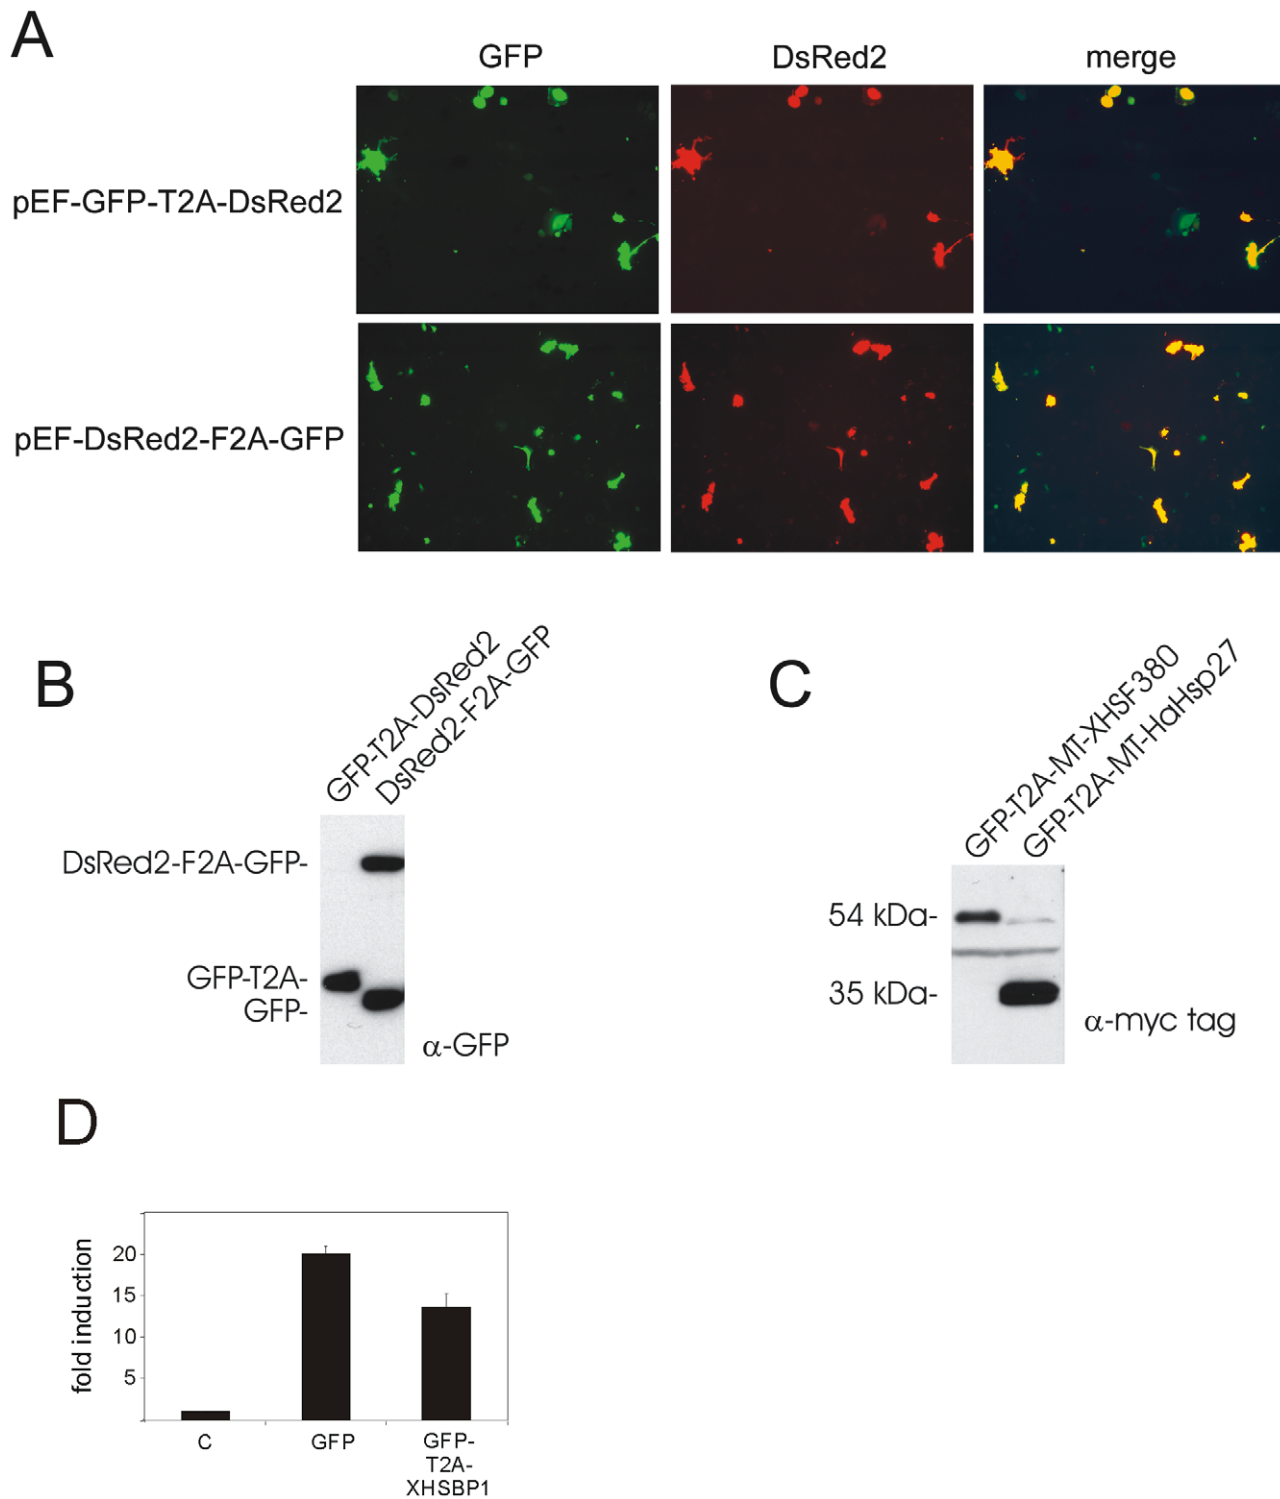 A
GFP
DsRed2
merge
pEF-GFP-T2A-DsRed2
pEF-DsRed2-F2A-GFP
B
GFP-T2A-DsRed2
DsRed2-F2A-GFP
DsRed2-F2A-GFP-
GFP-T2A-
GFP-
α-GFP
C
GFP-T2A-MT-XHSF380
GFP-T2A-MT-HaHsp27
54 kDa-
35 kDa-
α-myc tag
D
fold induction
20
15
10
5
C
GFP
GFP-
T2A-
XHSBP1